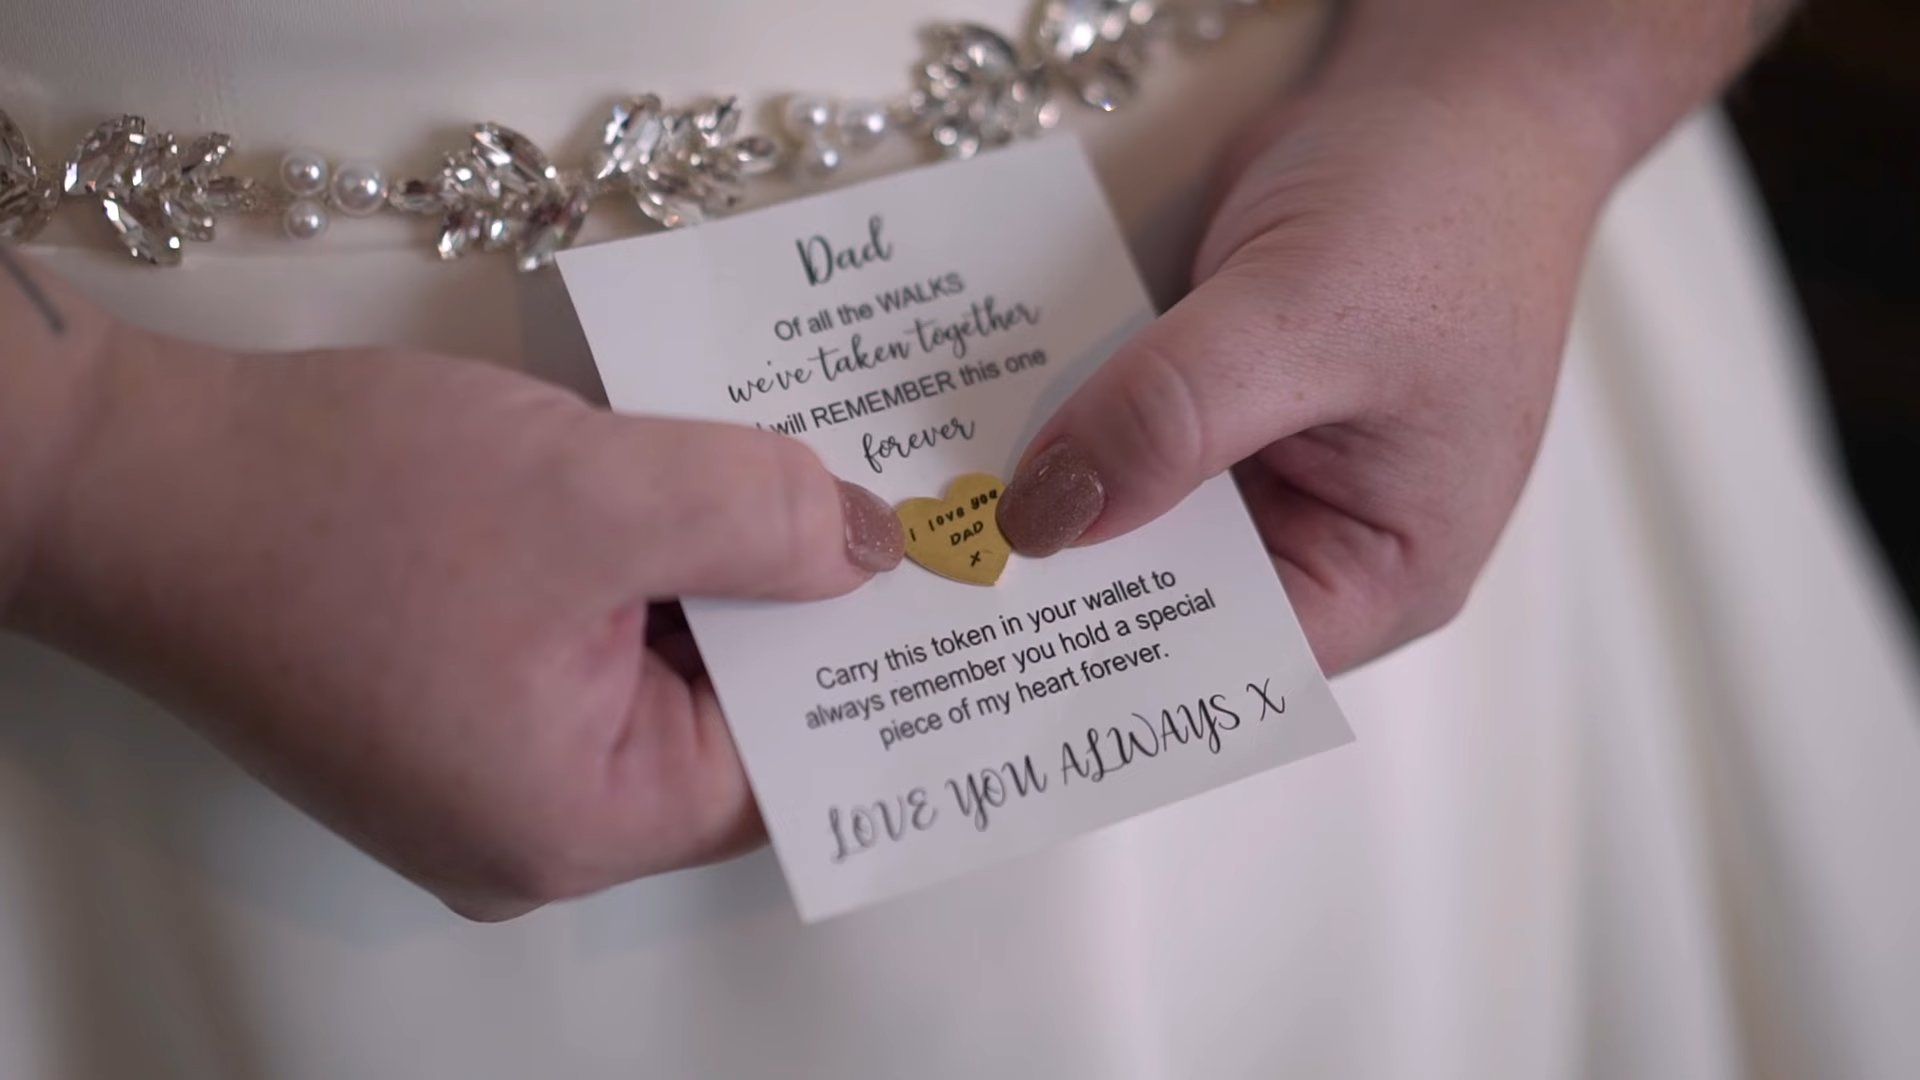 Dad
Of all the WALKS
we've taken together
I will REMEMBER this one
forever
i love you
DAD
x
Carry this token in your wallet to
always remember you hold a special
piece of my heart forever.
LOVE YOU ALWAYS X